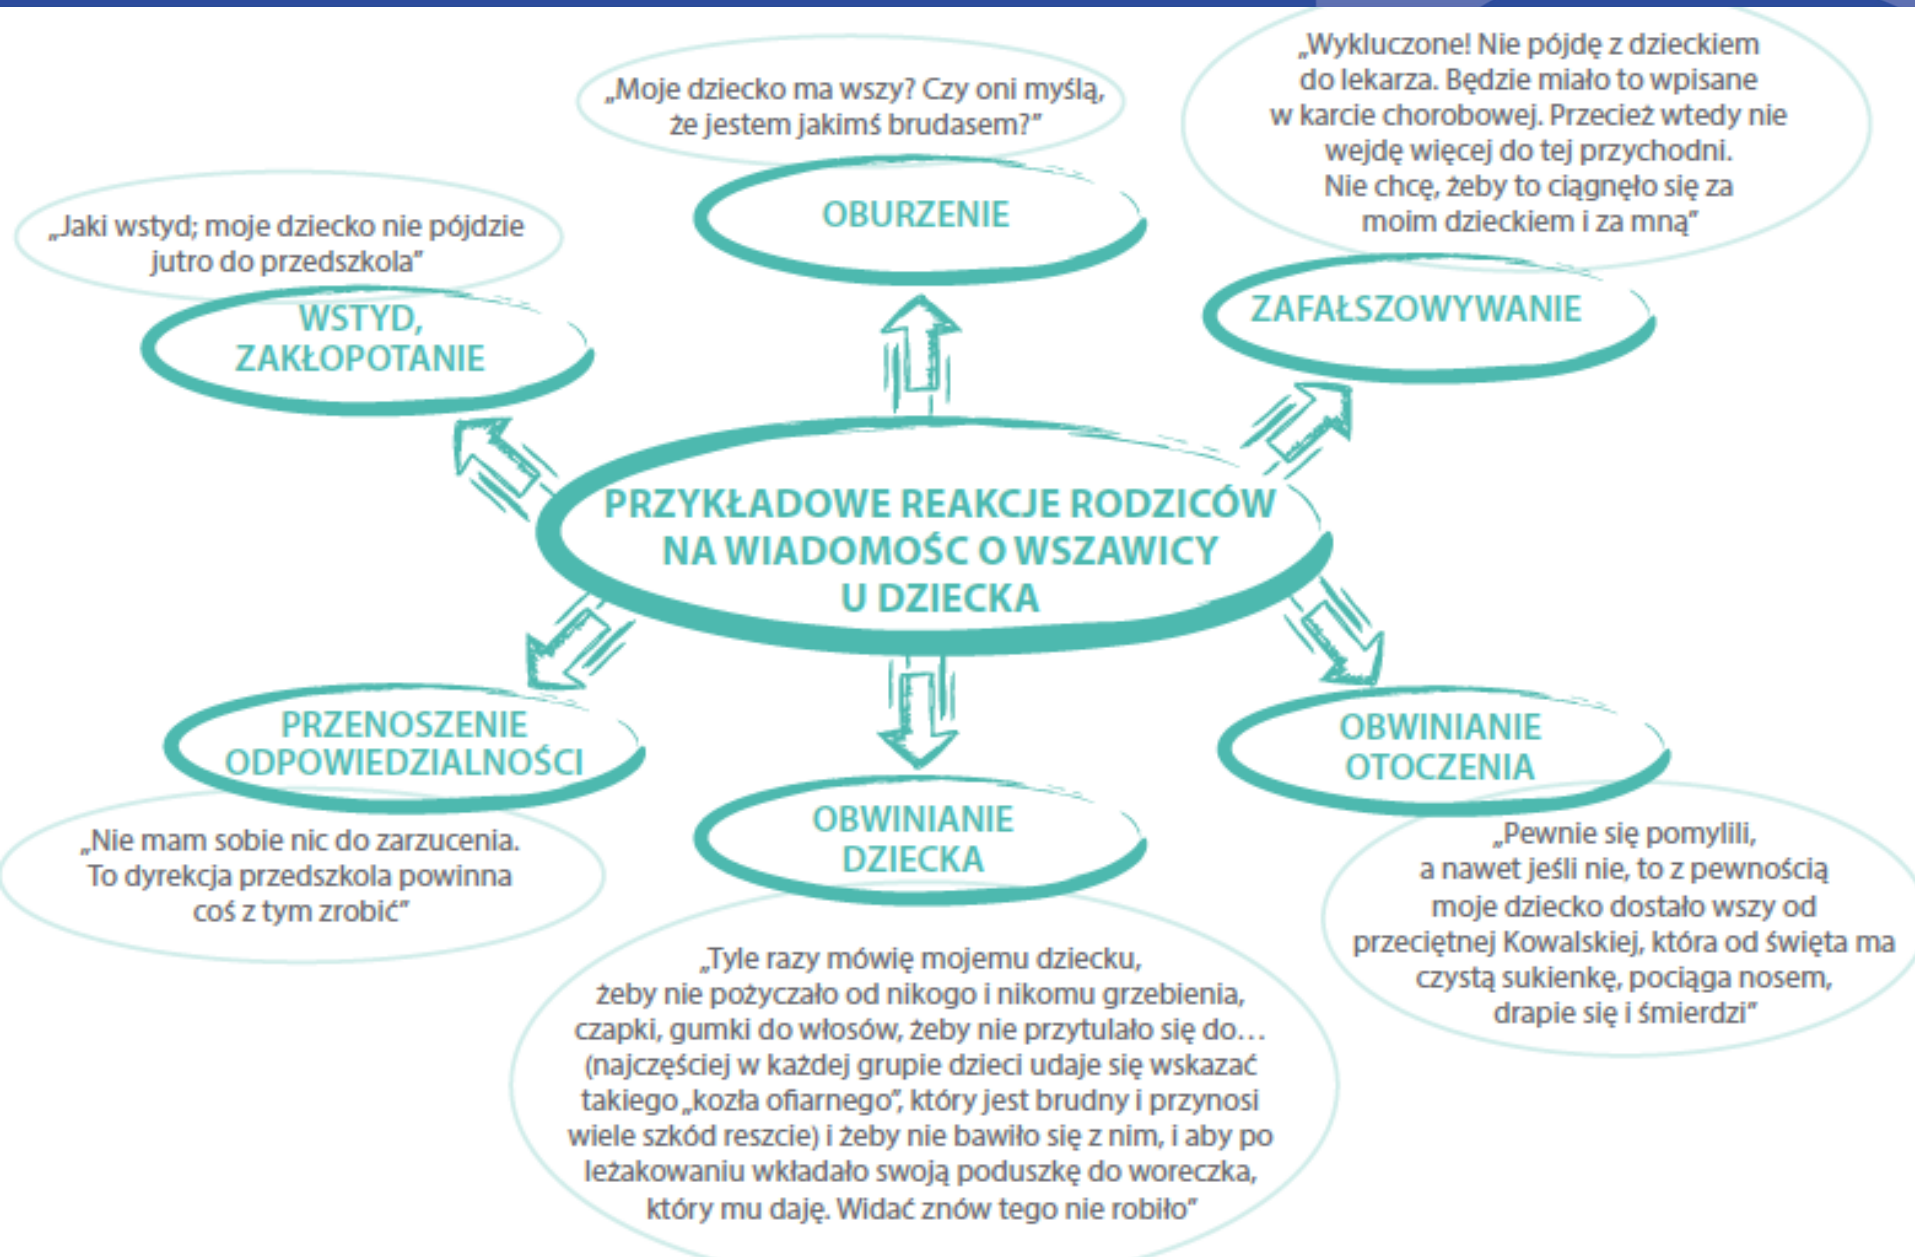 „Moje dziecko ma wszy? Czy oni myślą,
że jestem jakimś brudasem?”
OBURZENIE
„Wykluczone! Nie pójdę z dzieckiem
do lekarza. Będzie miało to wpisane
w karcie chorobowej. Przecież wtedy nie
wejdę więcej do tej przychodni.
Nie chcę, żeby to ciągnęło się za
moim dzieckiem i za mną”
ZAFAŁSZOWYWANIE
„Jaki wstyd; moje dziecko nie pójdzie
jutro do przedszkola”
WSTYD,
ZAKŁOPOTANIE
PRZYKŁADOWE REAKCJE RODZICÓW
NA WIADOMOŚC O WSZAWICY
U DZIECKA
PRZENOSZENIE
ODPOWIEDZIALNOŚCI
„Nie mam sobie nic do zarzucenia.
To dyrekcja przedszkola powinna
coś z tym zrobić”
OBWINIANIE
DZIECKA
„Tyle razy mówię mojemu dziecku,
żeby nie pożyczało od nikogo i nikomu grzebienia,
czapki, gumki do włosów, żeby nie przytulało się do…
(najczęściej w każdej grupie dzieci udaje się wskazać
takiego „kozła ofiarnego”, który jest brudny i przynosi
wiele szkód reszcie) i żeby nie bawiło się z nim, i aby po
leżakowaniu wkładało swoją poduszkę do woreczka,
który mu daję. Widać znów tego nie robiło”
OBWINIANIE
OTOCZENIA
„Pewnie się pomylili,
a nawet jeśli nie, to z pewnością
moje dziecko dostało wszy od
przeciętnej Kowalskiej, która od święta ma
czystą sukienkę, pociąga nosem,
drapie się i śmierdzi”